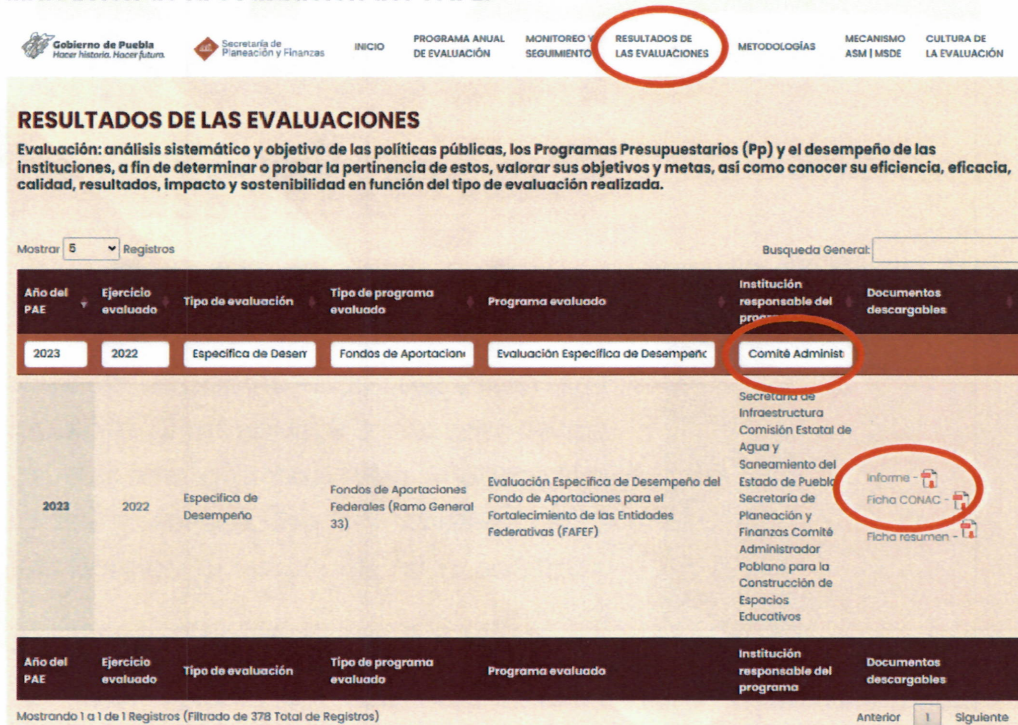 Gobierno de Puebla
Hacer historia. Hacer futuro.
Secretaría de
Planeación y Finanzas
INICIO
PROGRAMA ANUAL
DE EVALUACIÓN
MONITOREO Y
SEGUIMIENTO
RESULTADOS DE
LAS EVALUACIONES
METODOLOGÍAS
MECANISMO
ASM | MSDE
CULTURA DE
LA EVALUACIÓN
RESULTADOS DE LAS EVALUACIONES
Evaluación: análisis sistemático y objetivo de las políticas públicas, los Programas Presupuestarios (Pp) y el desempeño de las
instituciones, a fin de determinar o probar la pertinencia de estos, valorar sus objetivos y metas, así como conocer su eficiencia, eficacia,
calidad, resultados, impacto y sostenibilidad en función del tipo de evaluación realizada.
Mostrar 5 Registros
Busqueda General:
Año del
PAE
Ejercicio
evaluado
Tipo de evaluación
Tipo de programa
evaluado
Programa evaluado
Institución
responsable del
Documentos
descargables
2023
2022
Específica de Desem
Fondos de Aportacion
Evaluación Específica de Desempeño
Comité Administ
2023
2022
Específica de
Desempeño
Fondos de Aportaciones
Federales (Ramo General
33)
Evaluación Específica de Desempeño del
Fondo de Aportaciones para el
Fortalecimiento de las Entidades
Federativas (FAFEF)
Secretaría de
Infraestructura
Comisión Estatal de
Agua y
Saneamiento del
Estado de Puebla
Secretaría de
Planeación y
Finanzas Comité
Administrador
Poblano para la
Construcción de
Espacios
Educativos
Informe -
Ficha CONAC -
Ficha resumen -
Año del
PAE
Ejercicio
evaluado
Tipo de evaluación
Tipo de programa
evaluado
Programa evaluado
Institución
responsable del
programa
Documentos
descargables
Mostrando 1 a 1 de 1 Registros (Filtrado de 378 Total de Registros)
Anterior 1 Siguiente